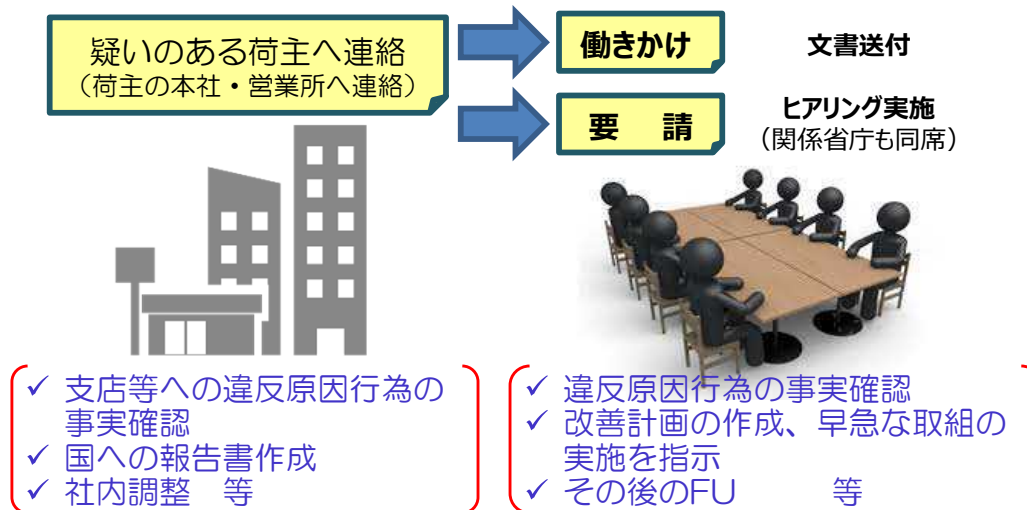 疑いのある荷主へ連絡
（荷主の本社・営業所へ連絡）
働きかけ
文書送付
要　請
ヒアリング実施
（関係省庁も同席）
✓ 支店等への違反原因行為の
事実確認
✓ 国への報告書作成
✓ 社内調整　等
✓ 違反原因行為の事実確認
✓ 改善計画の作成、早急な取組の
実施を指示
✓ その後のFU　　　等